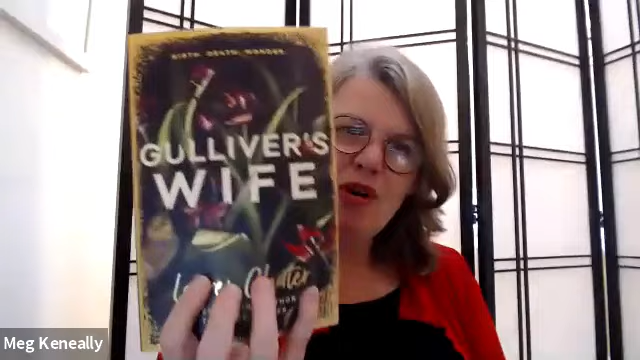 BIRTH. DEATH. WONDER.
GULLIVER'S
WIFE
Chater
Meg Keneally